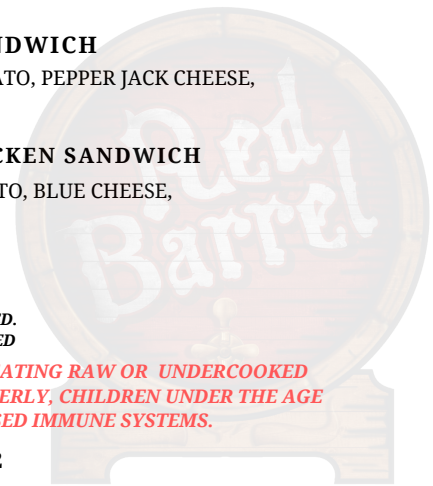 NDWICH
ATO, PEPPER JACK CHEESE,
CKEN SANDWICH
TO, BLUE CHEESE,
Red
Barrel
ED.
ED
ATING RAW OR UNDERCOOKED
ERLY, CHILDREN UNDER THE AGE
SED IMMUNE SYSTEMS.